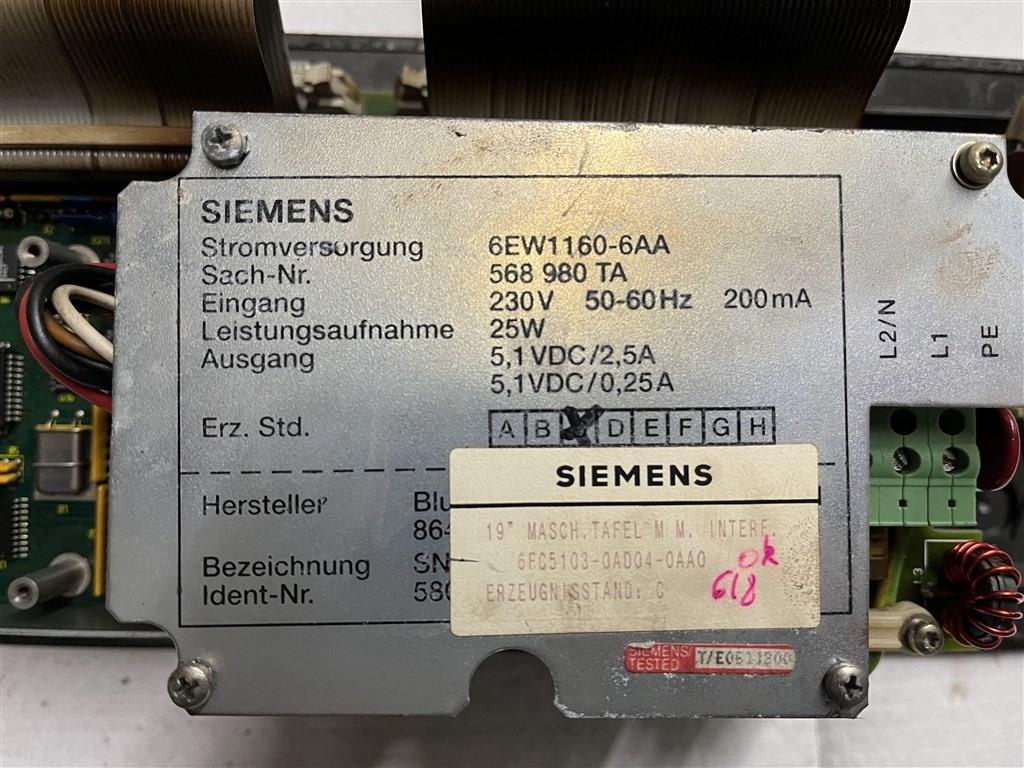 SIEMENS
Stromversorgung 6EW1160-6AA
Sach-Nr. 568 980 TA
Eingang 230V 50-60Hz 200mA
Leistungsaufnahme 25W
Ausgang 5,1VDC/2,5A
5,1VDC/0,25A
Erz. Std. A B D E F G H
L2/N
L1
PE
SIEMENS
Hersteller Blu
864
19" MASCH.TAFEL M M. INTERF.
6FC5103-0AD04-0AA0
ok
Bezeichnung SN
ERZEUGNISSTAND: C
618
Ident-Nr. 580
SIEMENS/
TESTED